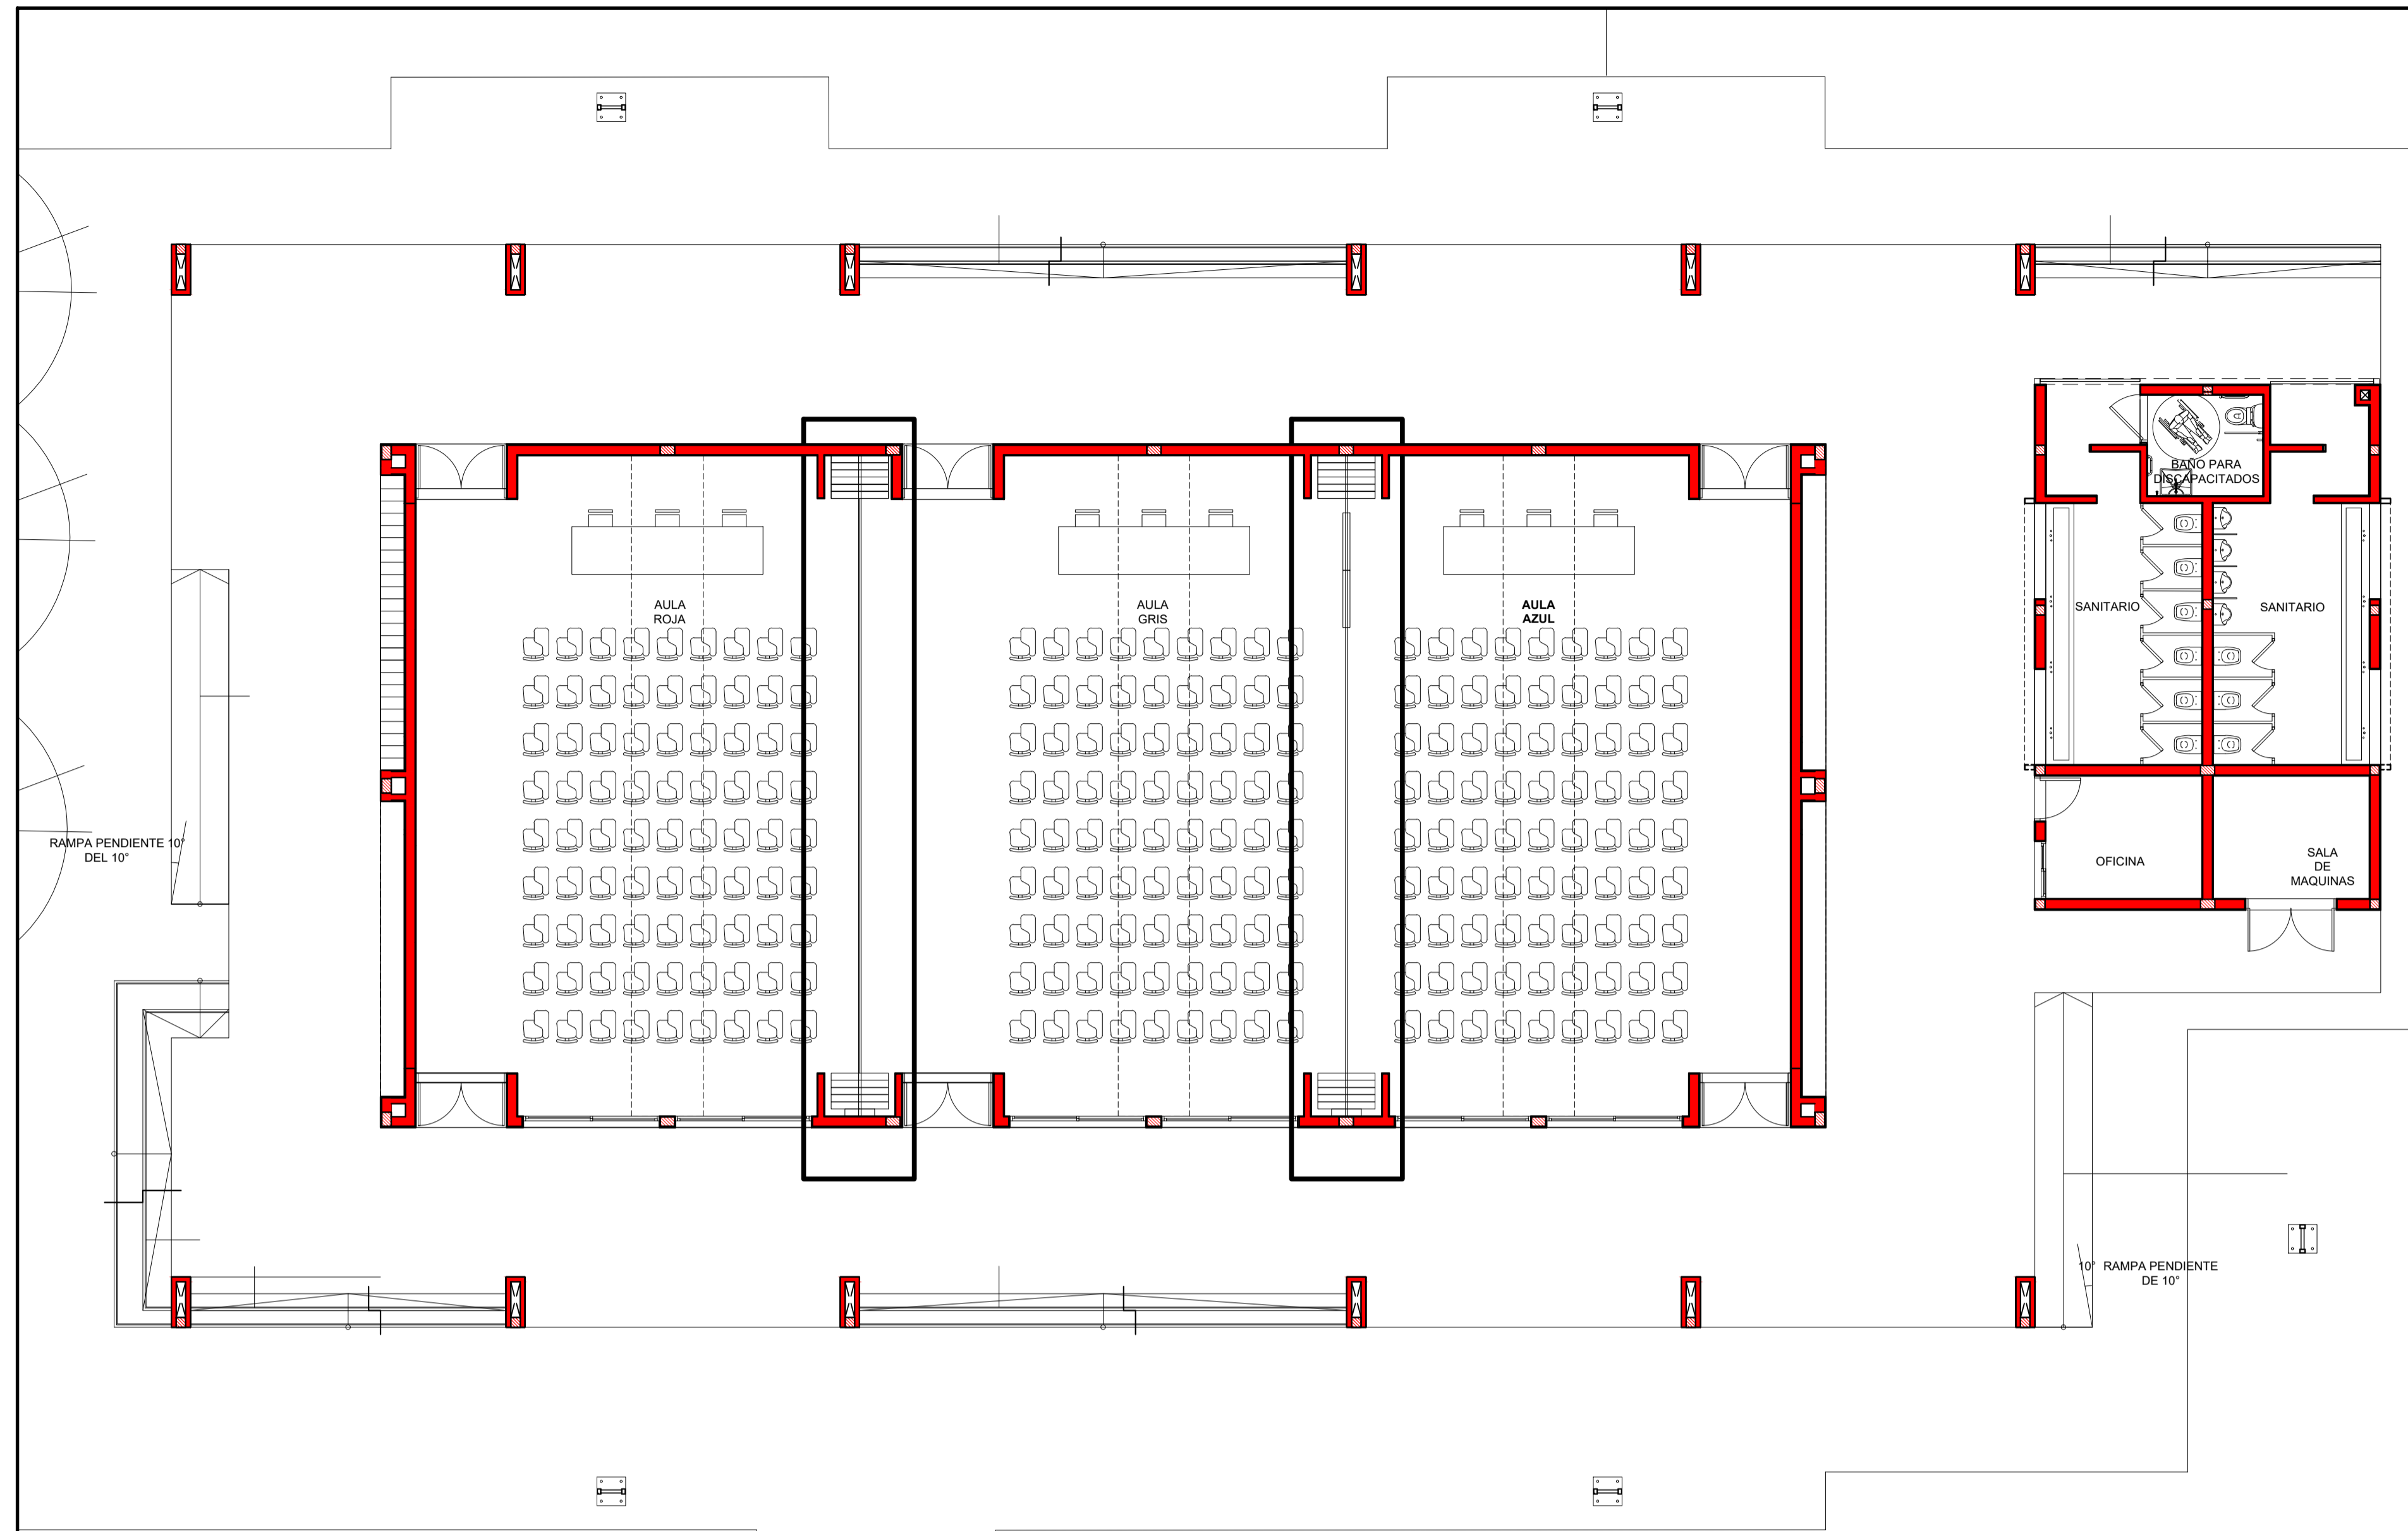 BAÑO PARA
DISCAPACITADOS
AULA
ROJA
AULA
GRIS
AULA
AZUL
SANITARIO
SANITARIO
RAMPA PENDIENTE 10°
DEL 10°
OFICINA
SALA
DE
MAQUINAS
10° RAMPA PENDIENTE
DE 10°